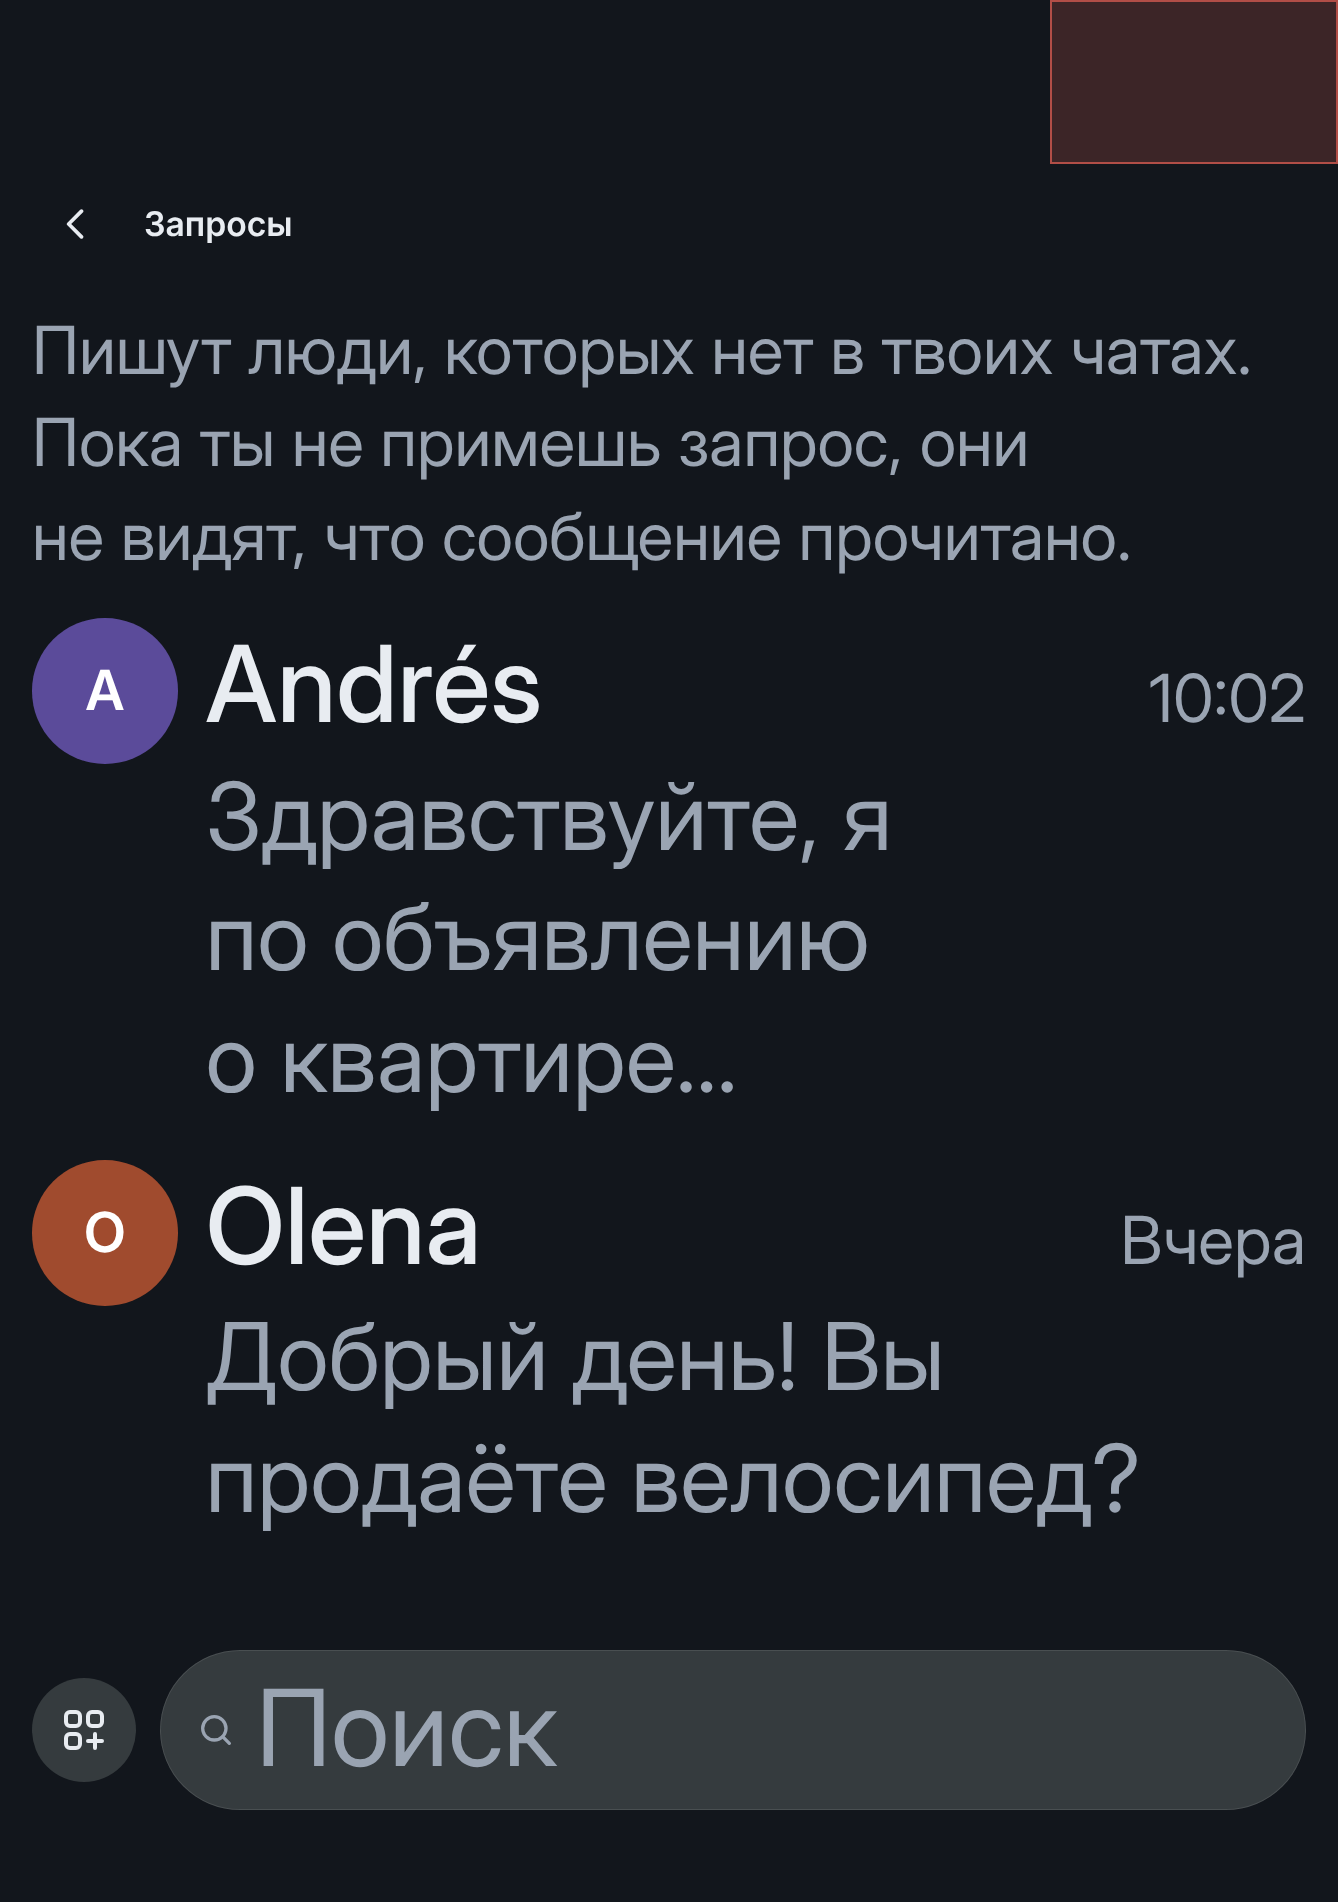 Запросы
Пишут люди, которых нет в твоих чатах.
Пока ты не примешь запрос, они
не видят, что сообщение прочитано.
A
Andrés
10:02
Здравствуйте, я
по объявлению
о квартире...
O
Olena
Вчера
Добрый день! Вы
продаёте велосипед?
Поиск